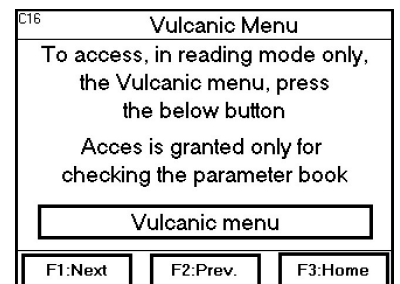 C16
Vulcanic Menu
To access, in reading mode only,
the Vulcanic menu, press
the below button
Acces is granted only for
checking the parameter book
Vulcanic menu
F1:Next F2:Prev. F3:Home